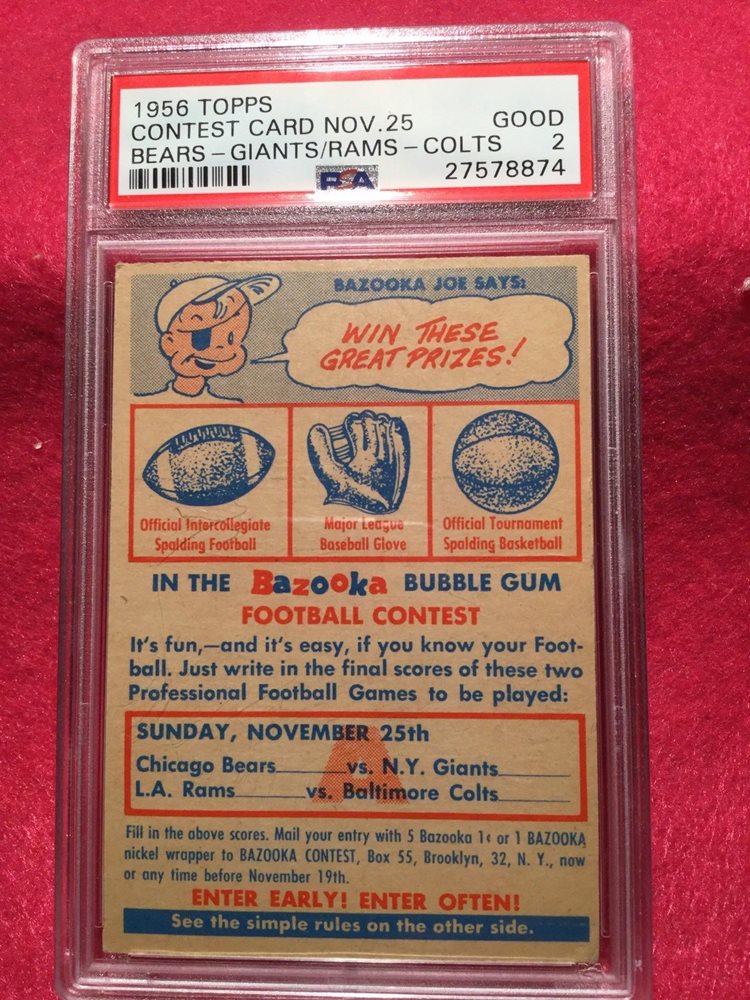 1956 TOPPS
CONTEST CARD NOV.25 GOOD
BEARS-GIANTS/RAMS-COLTS 2
27578874
PSA
BAZOOKA JOE SAYS:
WIN THESE
GREAT PRIZES!
Official Intercollegiate
Spalding Football
Major League
Baseball Glove
Official Tournament
Spalding Basketball
IN THE Bazooka BUBBLE GUM
FOOTBALL CONTEST
It's fun,—and it's easy, if you know your Foot-
ball. Just write in the final scores of these two
Professional Football Games to be played:
SUNDAY, NOVEMBER 25th
A
Chicago Bears______vs. N.Y. Giants______
L.A. Rams______vs. Baltimore Colts______
Fill in the above scores. Mail your entry with 5 Bazooka 1¢ or 1 BAZOOKA
nickel wrapper to BAZOOKA CONTEST, Box 55, Brooklyn, 32, N. Y., now
or any time before November 19th.
ENTER EARLY! ENTER OFTEN!
See the simple rules on the other side.